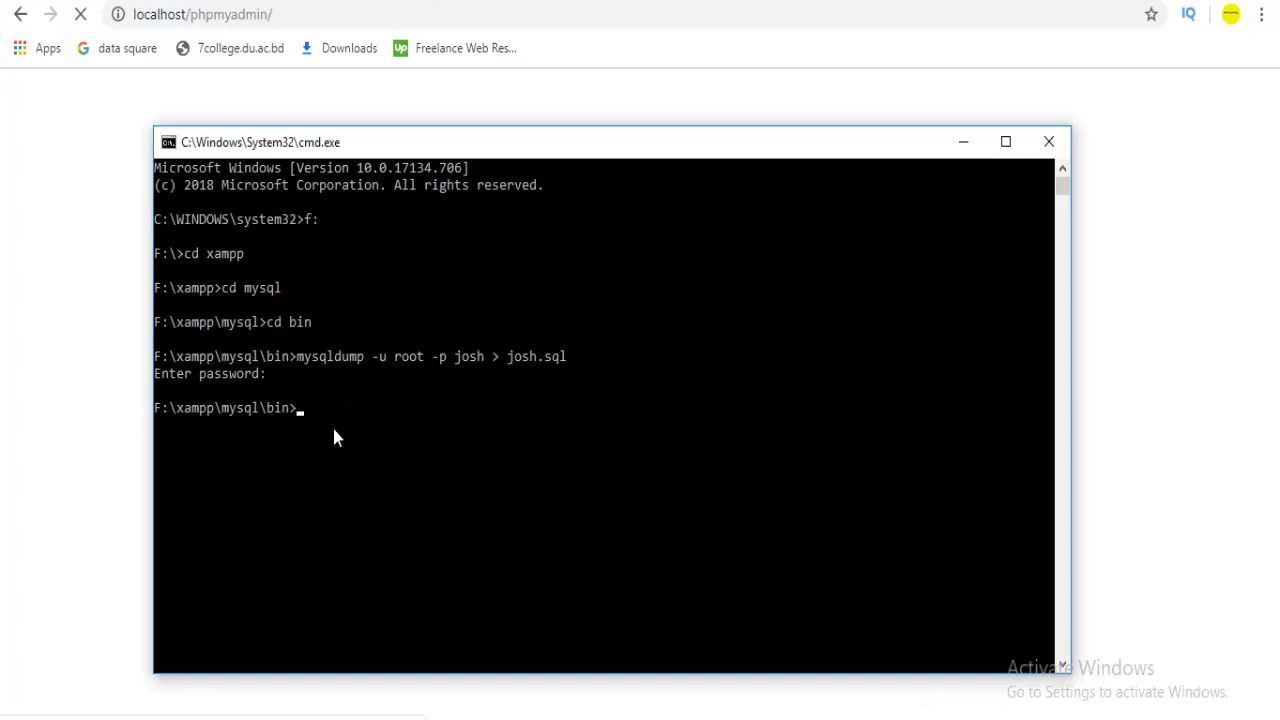 localhost/phpmyadmin/
IQ
Apps
data square
7college.du.ac.bd
Downloads
Up
Freelance Web Res...
C:\Windows\System32\cmd.exe
Microsoft Windows [Version 10.0.17134.706]
(c) 2018 Microsoft Corporation. All rights reserved.
C:\WINDOWS\system32>f:
F:\>cd xampp
F:\xampp>cd mysql
F:\xampp\mysql>cd bin
F:\xampp\mysql\bin>mysqldump -u root -p josh > josh.sql
Enter password:
F:\xampp\mysql\bin>
Activate Windows
Go to Settings to activate Windows.